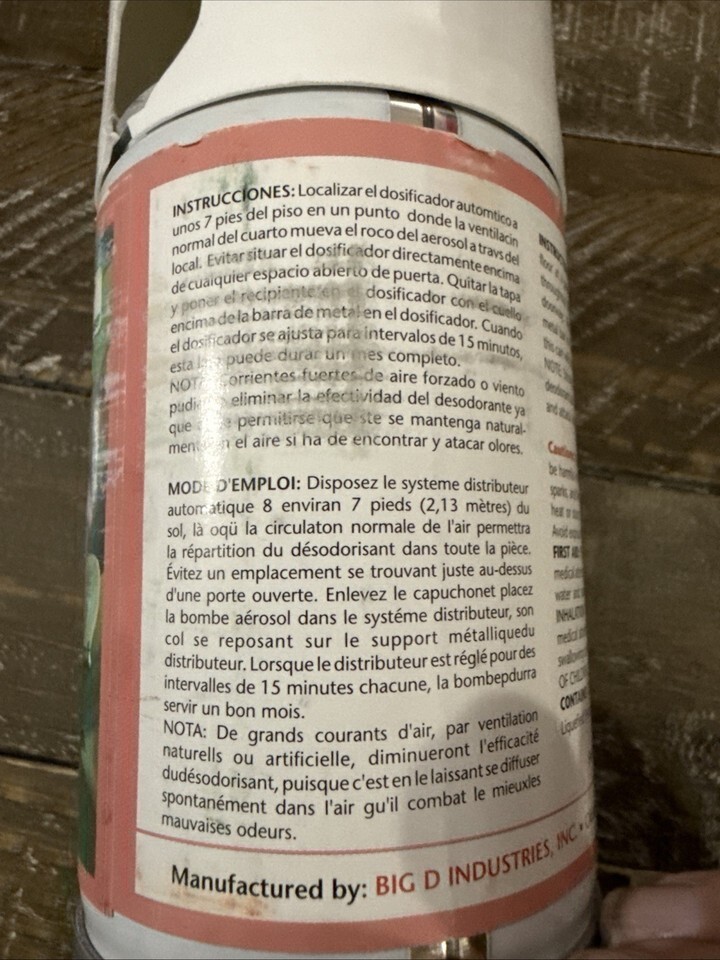 INSTRUCCIONES: Localizar el dosificador automtico a
unos 7 pies del piso en un punto donde la ventilacin
normal del cuarto mueva el roco del aerosol a travs del
local. Evitar situar el dosificador directamente encima
de cualquier espacio abierto de puerta. Quitar la tapa
y poner el recipiente en el dosificador con el cuello
encima de la barra de metal en el dosificador. Cuando
el dosificador se ajusta para intervalos de 15 minutos,
esta puede durar un mes completo.
corrientes fuertes de aire forzado o viento
eliminar la efectividad del desodorante ya
que permitirse que ste se mantenga natural-
en el aire si ha de encontrar y atacar olores.
MODE D'EMPLOI: Disposez le systeme distributeur
automatique 8 enviran 7 pieds (2,13 mètres) du
sol, là oqü la circulaton normale de l'air permettra
la répartition du désodorisant dans toute la pièce.
Évitez un emplacement se trouvant juste au-dessus
d'une porte ouverte. Enlevez le capuchonet placez
la bombe aérosol dans le systéme distributeur, son
col se reposant sur le support métalliquedu
distributeur. Lorsque le distributeur est réglé pour des
intervalles de 15 minutes chacune, la bombepdurra
servir un bon mois.
NOTA: De grands courants d'air, par ventilation
naturells ou artificielle, diminueront l'efficacité
dudésodorisant, puisque c'est en le laissant se diffuser
spontanément dans l'air qu'il combat le mieuxles
mauvaises odeurs.
Manufactured by: BIG D INDUSTRIES, INC. •
FIRST
medical
water
medical
OF